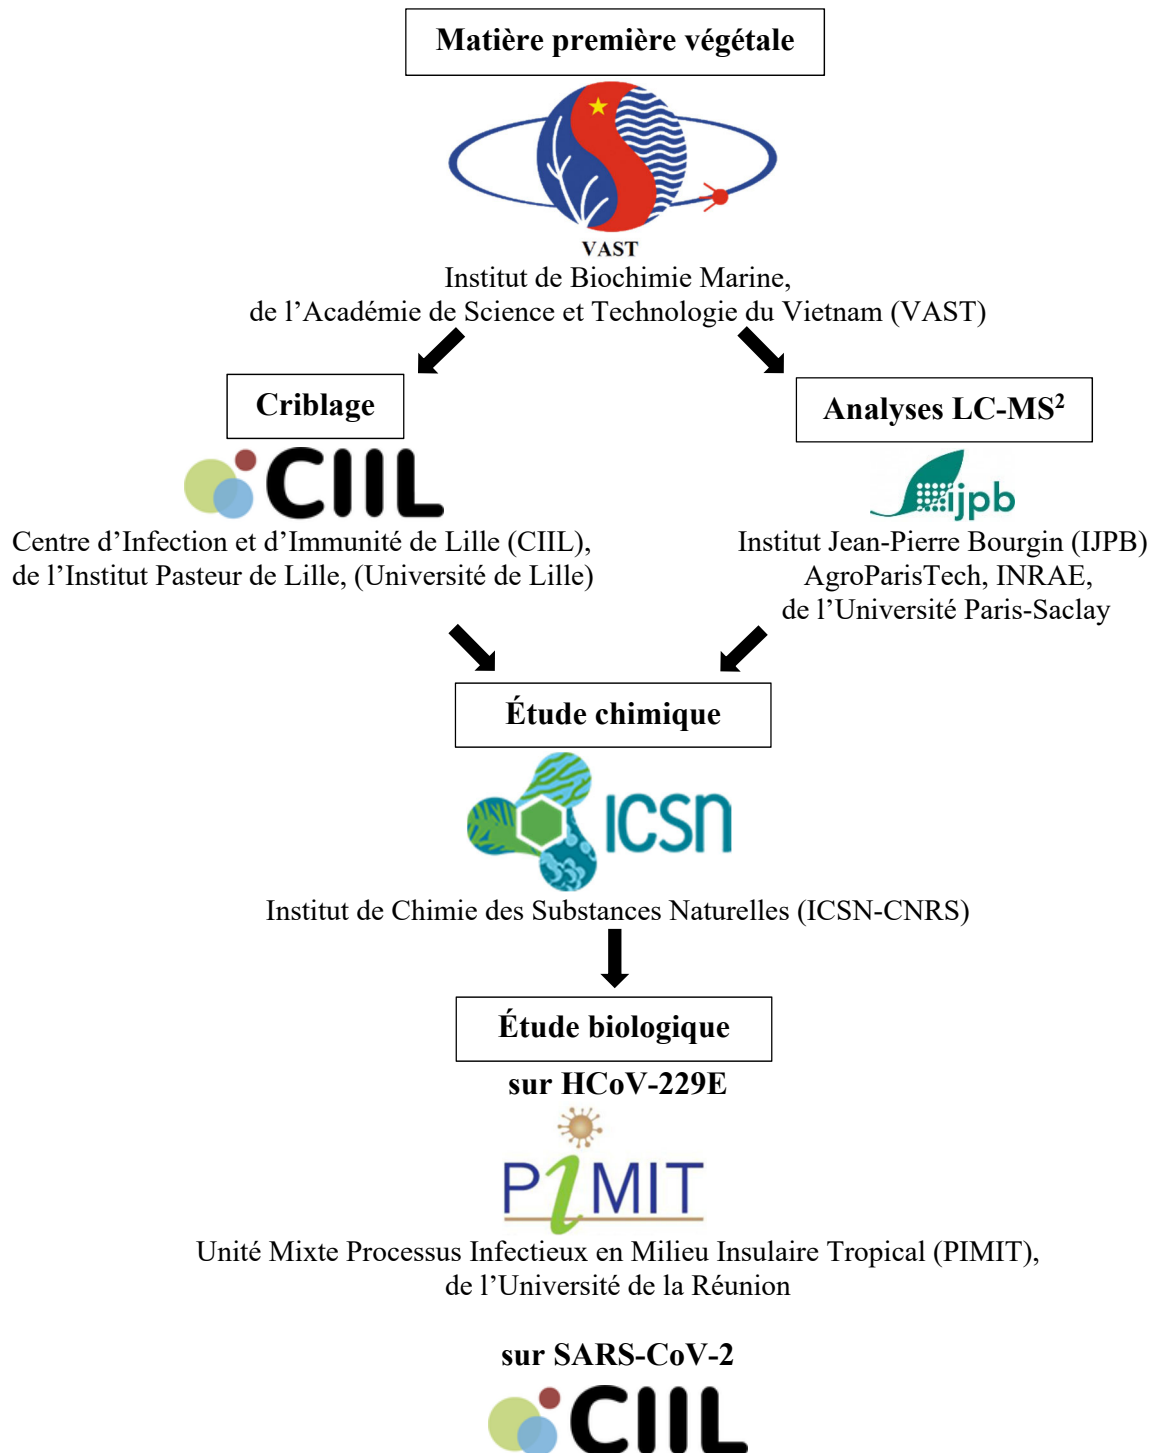 Matière première végétale
VAST
Institut de Biochimie Marine,
de l’Académie de Science et Technologie du Vietnam (VAST)
Criblage
CIIL
Centre d’Infection et d’Immunité de Lille (CIIL),
de l’Institut Pasteur de Lille, (Université de Lille)
Analyses LC-MS²
ijpb
Institut Jean-Pierre Bourgin (IJPB)
AgroParisTech, INRAE,
de l’Université Paris-Saclay
Étude chimique
ICSN
Institut de Chimie des Substances Naturelles (ICSN-CNRS)
Étude biologique
sur HCoV-229E
PiMIT
Unité Mixte Processus Infectieux en Milieu Insulaire Tropical (PIMIT),
de l’Université de la Réunion
sur SARS-CoV-2
CIIL